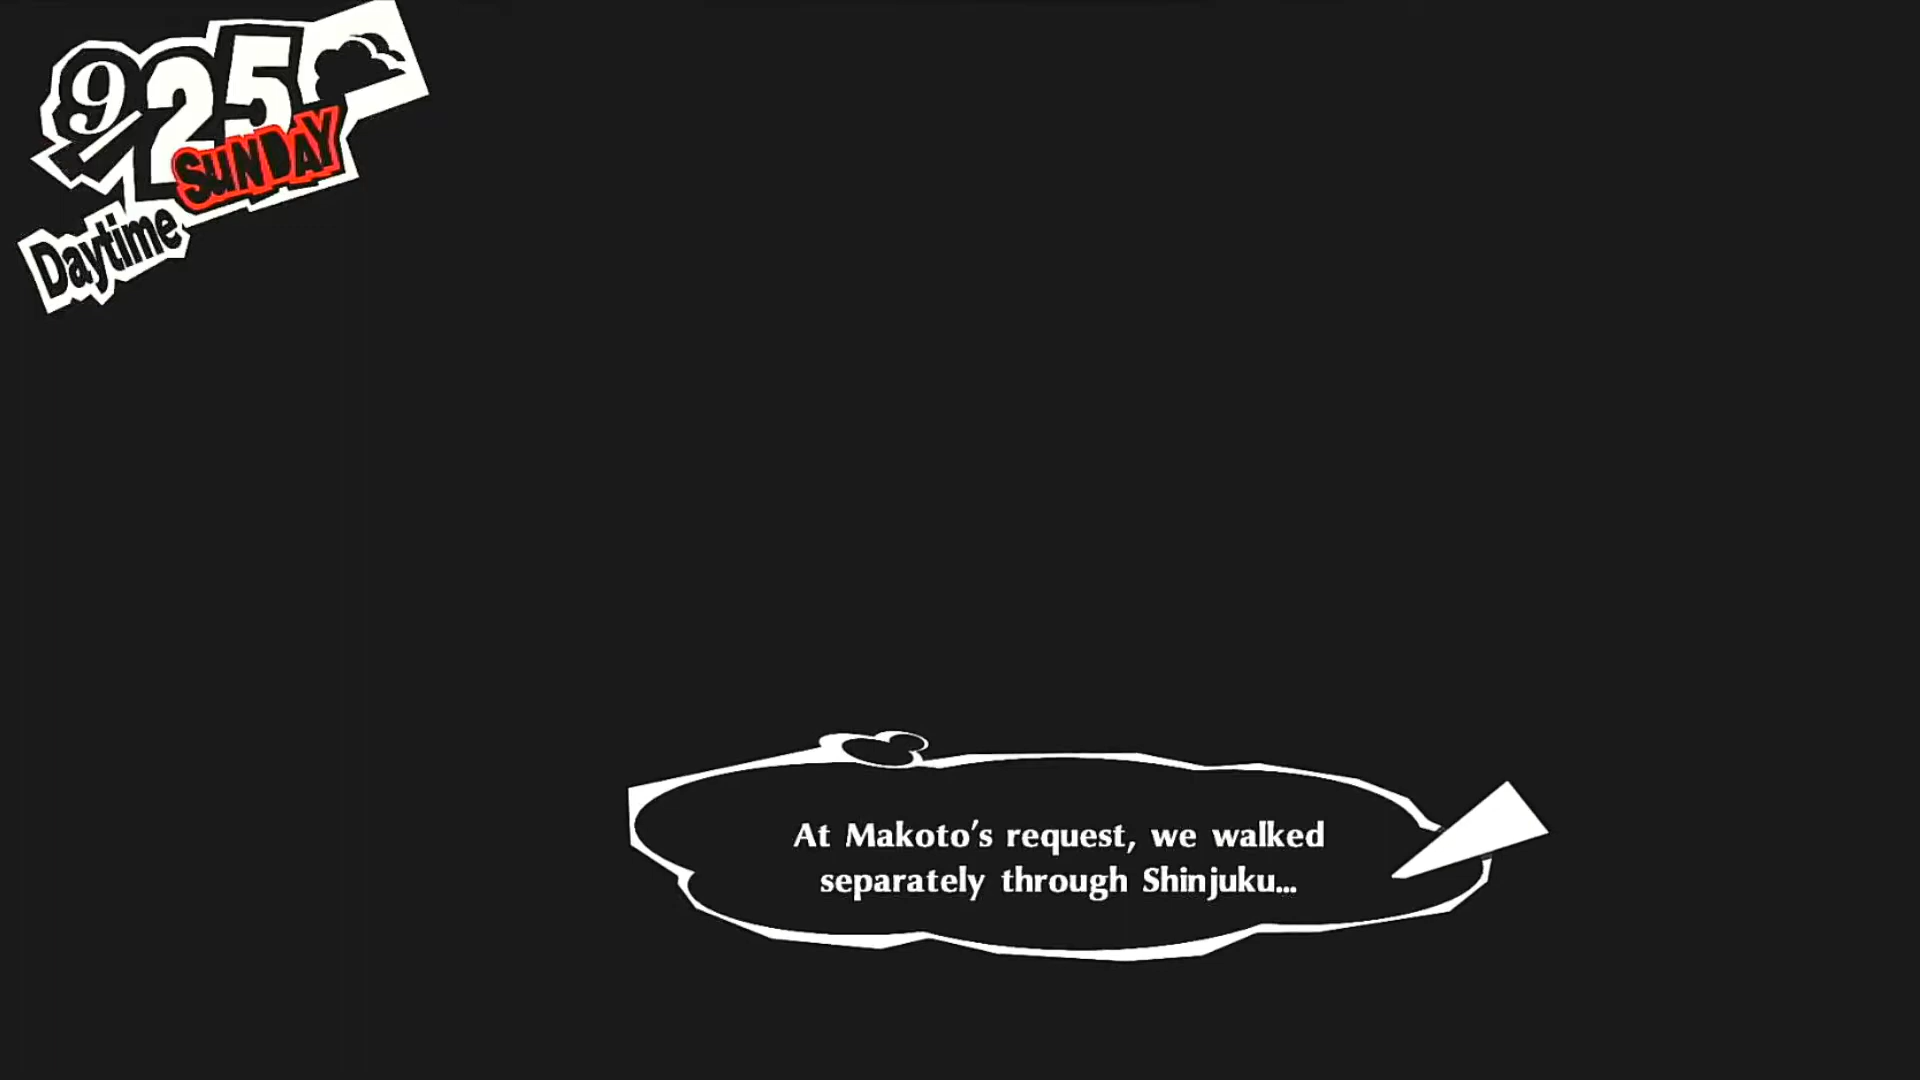 9/25
SUNDAY
Daytime
At Makoto's request, we walked
separately through Shinjuku...